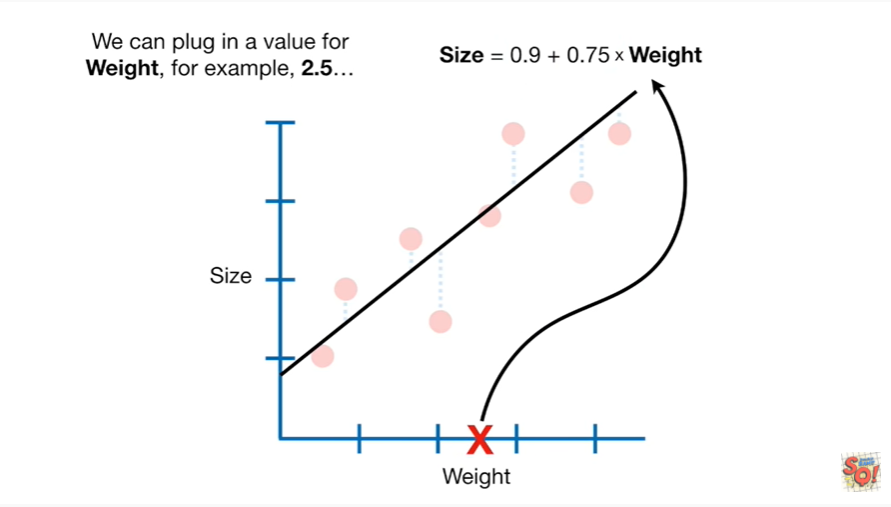 We can plug in a value for
Weight, for example, 2.5…
Size = 0.9 + 0.75 × Weight
Size
X
Weight
SQ!